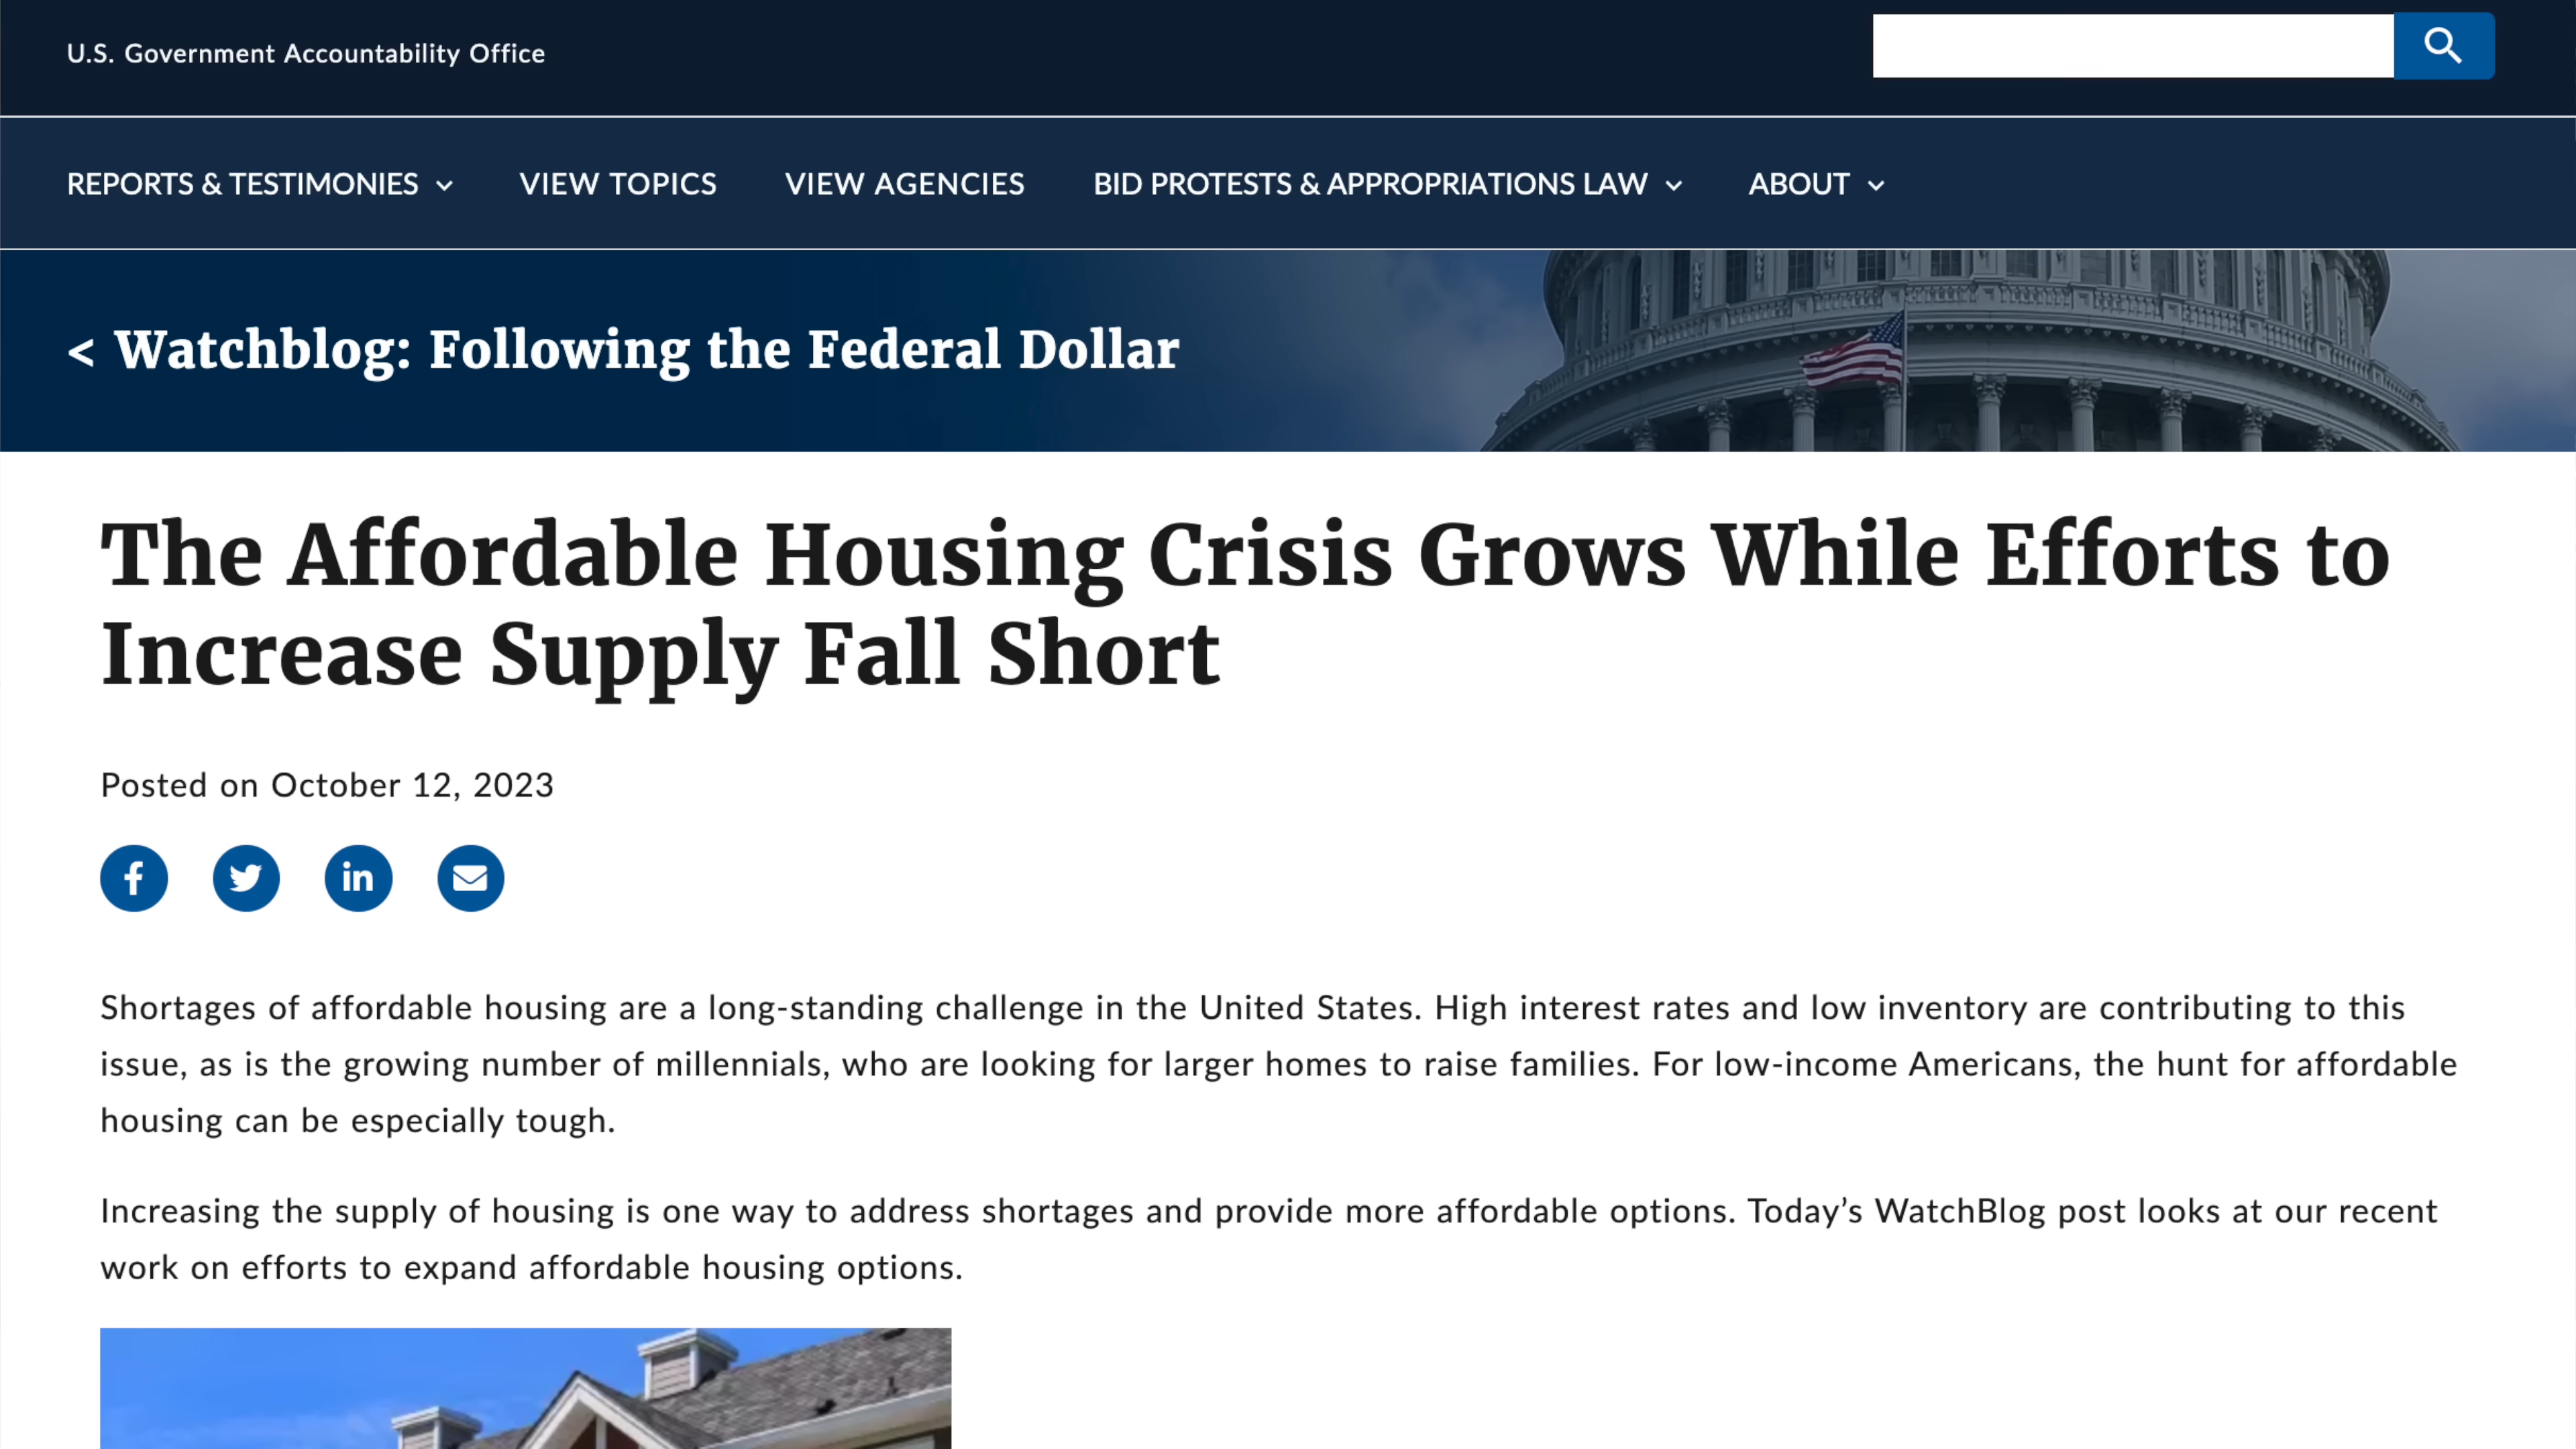 U.S. Government Accountability Office
REPORTS & TESTIMONIES
VIEW TOPICS
VIEW AGENCIES
BID PROTESTS & APPROPRIATIONS LAW
ABOUT
< Watchblog: Following the Federal Dollar
The Affordable Housing Crisis Grows While Efforts to
Increase Supply Fall Short
Posted on October 12, 2023
Shortages of affordable housing are a long-standing challenge in the United States. High interest rates and low inventory are contributing to this
issue, as is the growing number of millennials, who are looking for larger homes to raise families. For low-income Americans, the hunt for affordable
housing can be especially tough.
Increasing the supply of housing is one way to address shortages and provide more affordable options. Today’s WatchBlog post looks at our recent
work on efforts to expand affordable housing options.